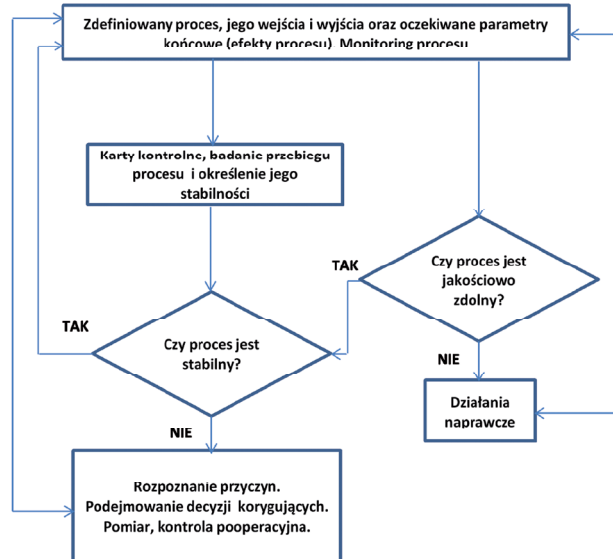 Zdefiniowany proces, jego wejścia i wyjścia oraz oczekiwane parametry
końcowe (efekty procesu) Monitoring procesu
Karty kontrolne, badanie przebiegu
procesu i określenie jego
stabilności
Czy proces jest
jakościowo
zdolny?
TAK
TAK
Czy proces jest
stabilny?
NIE
Działania
naprawcze
NIE
Rozpoznanie przyczyn.
Podejmowanie decyzji korygujących.
Pomiar, kontrola pooperacyjna.